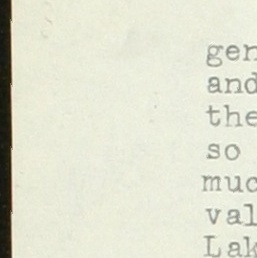 gen
and
the
so
muc
val
Lak